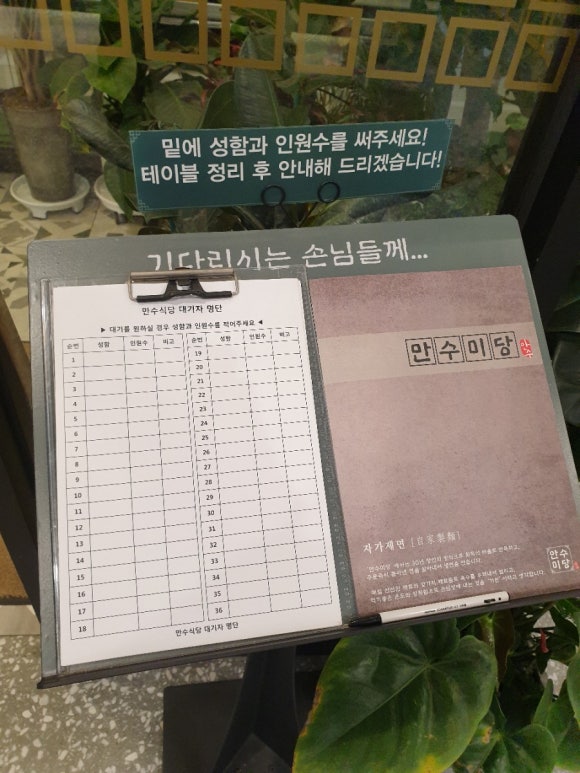 밑에 성함과 인원수를 써주세요!
테이블 정리 후 안내해 드리겠습니다!
기다리시는 손님들께...
만수식당 대기자 명단
▶ 대기를 원하실 경우 성함과 인원수를 적어주세요 ◀
순번 성함 인원수 비고 순번 성함 인원수 비고
1 19
2 20
3 21
4 22
5 23
6 24
7 25
8 26
9 27
10 28
11 29
12 30
13 31
14 32
15 33
16 34
17 35
18 36
만수식당 대기자 명단
만수미당
자가제면 [自家製麵]
만수
미당